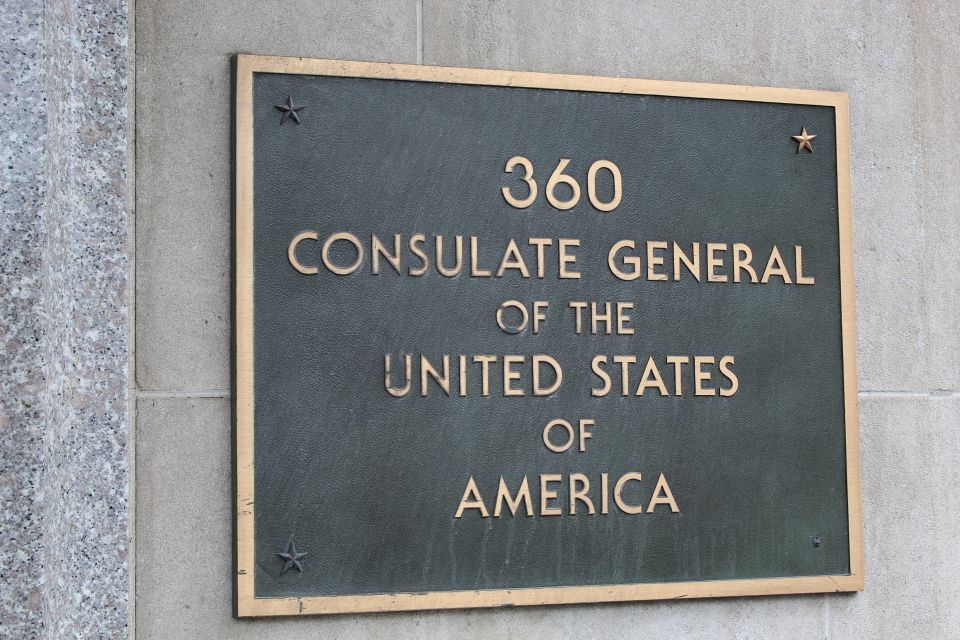 360
CONSULATE GENERAL
OF THE
UNITED STATES
OF
AMERICA